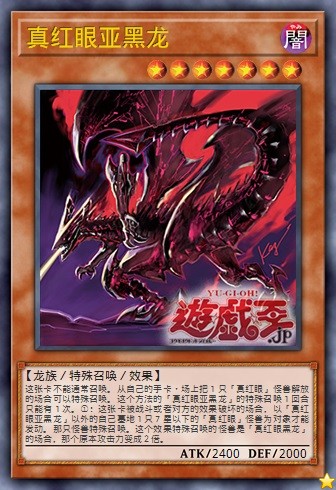 真红眼亚黑龙
闇
YU-GI-OH!
遊戯王
.JP
【龙族／特殊召唤／效果】
这张卡不能通常召唤。从自己的手卡·场上把1只「真红眼」怪兽解放
的场合可以特殊召唤。这个方法的「真红眼亚黑龙」的特殊召唤1回合
只能有1次。①：这张卡被战斗或者对方的效果破坏的场合，以「真红
眼亚黑龙」以外的自己墓地1只7星以下的「真红眼」怪兽为对象才能
发动。那只怪兽特殊召唤。这个效果特殊召唤的怪兽是「真红眼黑龙」
的场合，那个原本攻击力变成2倍。
ATK/2400 DEF/2000